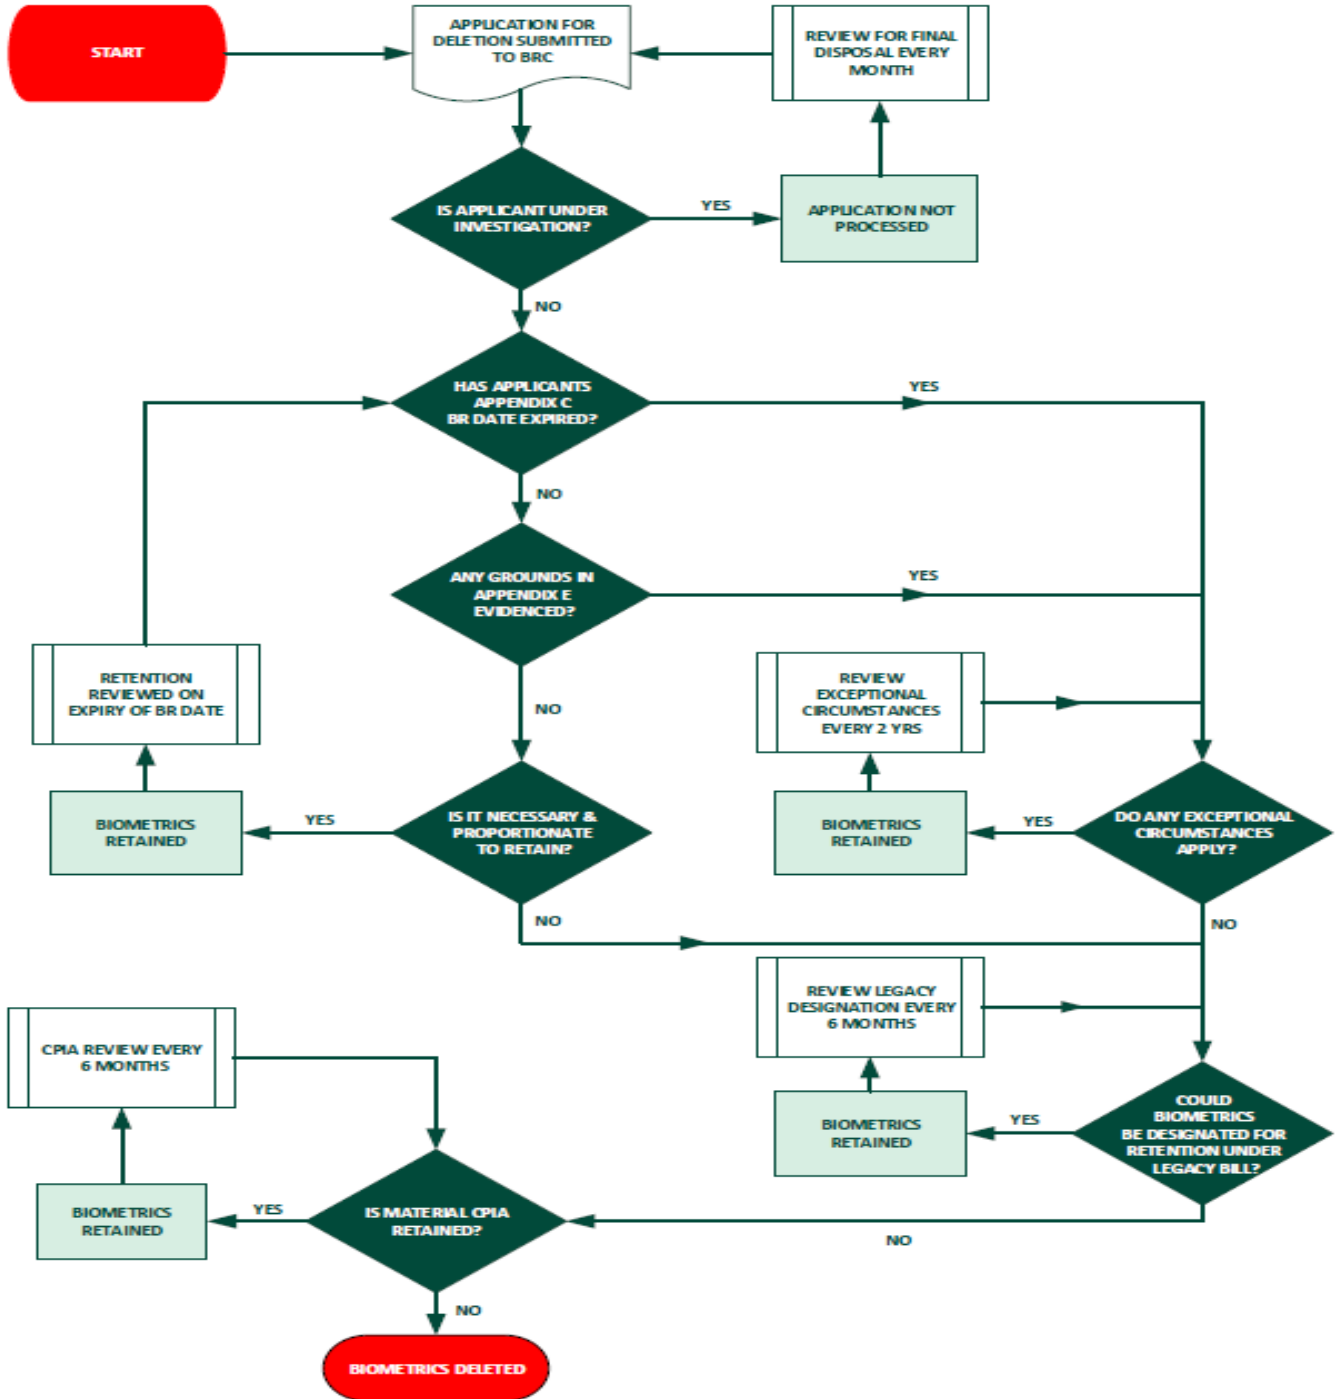 START
APPLICATION FOR
DELETION SUBMITTED
TO BRC
REVIEW FOR FINAL
DISPOSAL EVERY
MONTH
IS APPLICANT UNDER
INVESTIGATION?
YES
APPLICATION NOT
PROCESSED
NO
HAS APPLICANTS
APPENDIX C
BR DATE EXPIRED?
YES
NO
ANY GROUNDS IN
APPENDIX E
EVIDENCED?
YES
NO
RETENTION
REVIEWED ON
EXPIRY OF BR DATE
REVIEW
EXCEPTIONAL
CIRCUMSTANCES
EVERY 2 YRS
BIOMETRICS
RETAINED
YES
IS IT NECESSARY &
PROPORTIONATE
TO RETAIN?
BIOMETRICS
RETAINED
YES
DO ANY EXCEPTIONAL
CIRCUMSTANCES
APPLY?
NO
NO
REVIEW LEGACY
DESIGNATION EVERY
6 MONTHS
CPIA REVIEW EVERY
6 MONTHS
BIOMETRICS
RETAINED
YES
COULD
BIOMETRICS
BE DESIGNATED FOR
RETENTION UNDER
LEGACY BILL?
BIOMETRICS
RETAINED
YES
IS MATERIAL CPIA
RETAINED?
NO
NO
BIOMETRICS DELETED